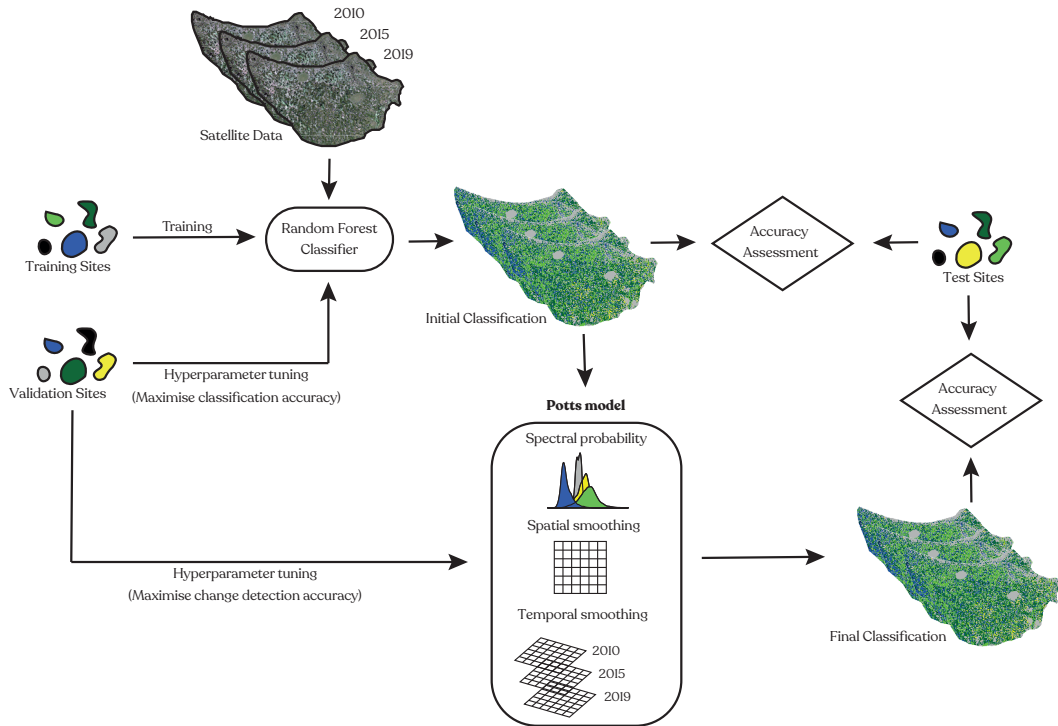 2010
2015
2019
Satellite Data
Training Sites
Training
Random Forest
Classifier
Initial Classification
Accuracy
Assessment
Test Sites
Validation Sites
Hyperparameter tuning
(Maximise classification accuracy)
Accuracy
Assessment
Potts model
Spectral probability
Spatial smoothing
Temporal smoothing
2010
2015
2019
Hyperparameter tuning
(Maximise change detection accuracy)
Final Classification